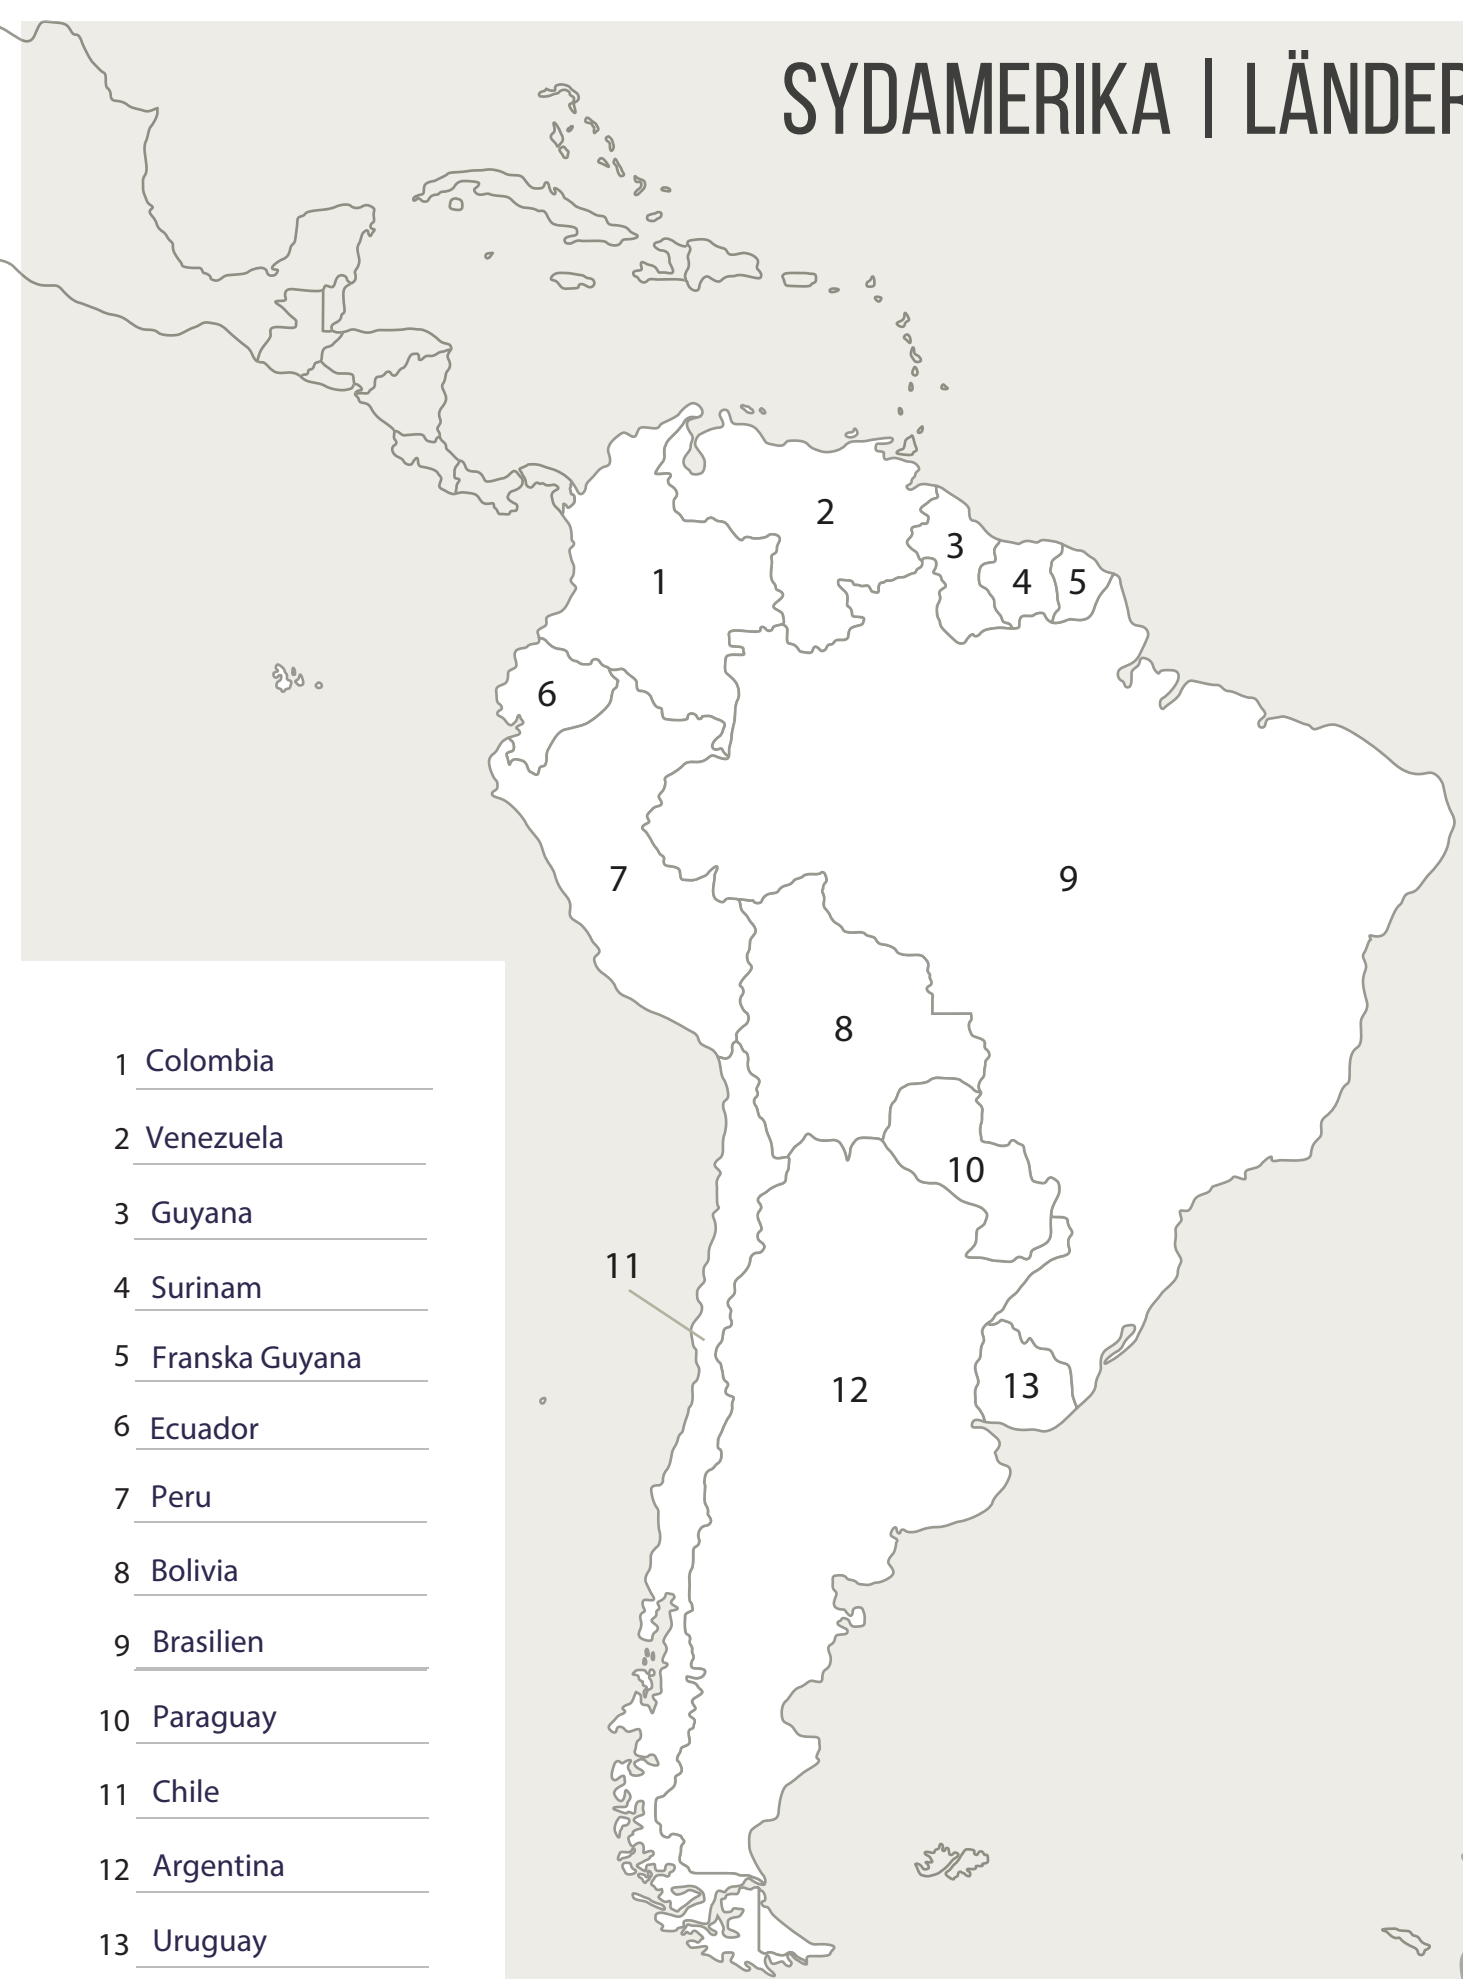 SYDAMERIKA | LÄNDER
1
2
3
4
5
6
7
8
9
10
11
12
13
1 Colombia
2 Venezuela
3 Guyana
4 Surinam
5 Franska Guyana
6 Ecuador
7 Peru
8 Bolivia
9 Brasilien
10 Paraguay
11 Chile
12 Argentina
13 Uruguay